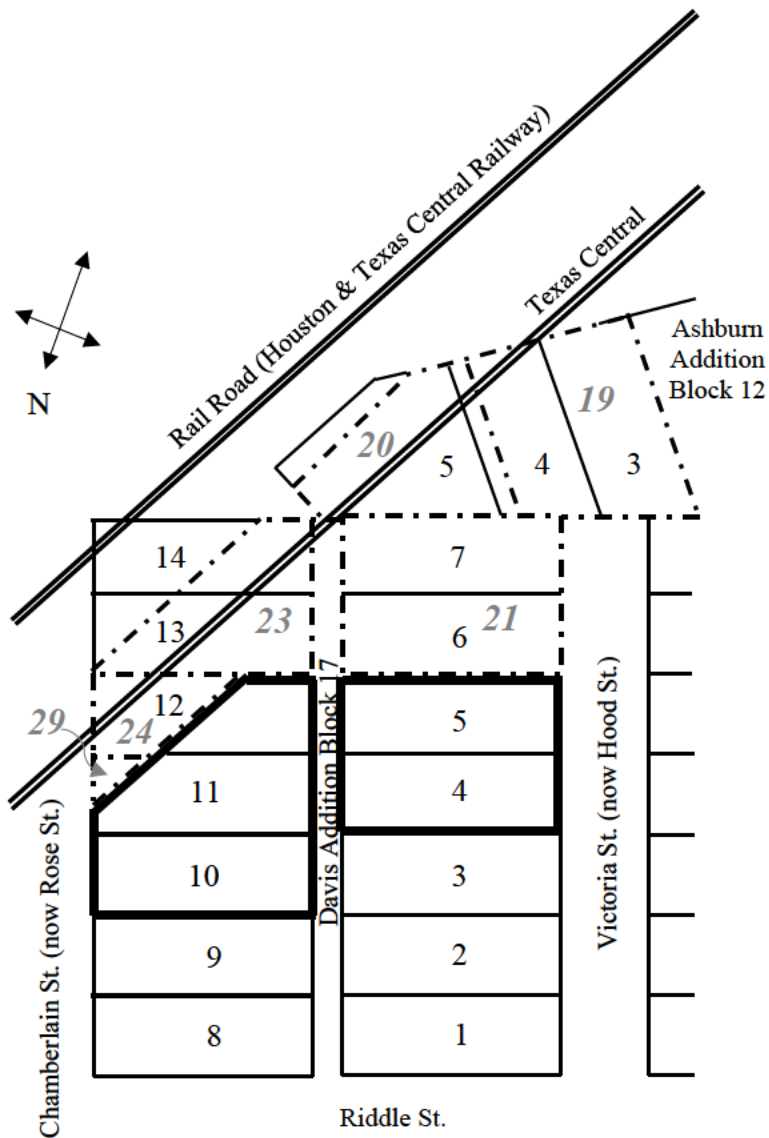 Rail Road (Houston & Texas Central Railway)
Texas Central
Ashburn
Addition
Block 12
N
19
20
5
4
3
14
7
13
23
6
21
12
29
24
5
11
4
10
3
9
2
8
1
Chamberlain St. (now Rose St.)
Davis Addition Block 17
Victoria St. (now Hood St.)
Riddle St.